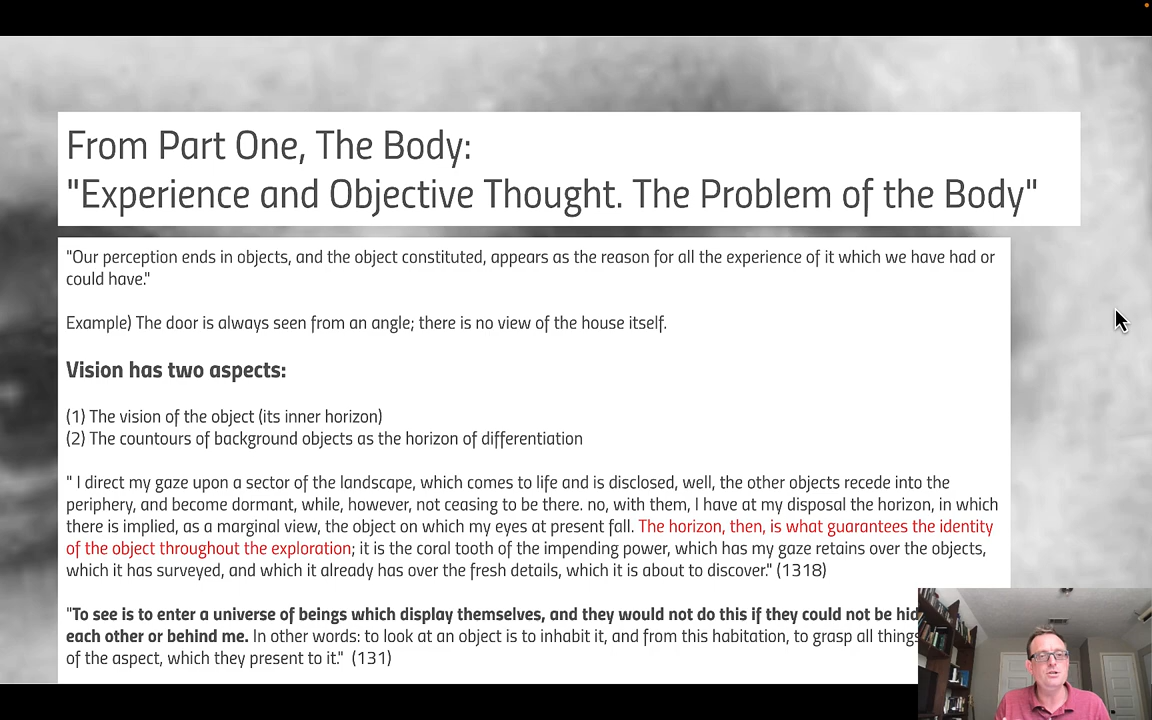 From Part One, The Body:
"Experience and Objective Thought. The Problem of the Body"
"Our perception ends in objects, and the object constituted, appears as the reason for all the experience of it which we have had or
could have."
Example) The door is always seen from an angle; there is no view of the house itself.
Vision has two aspects:
(1) The vision of the object (its inner horizon)
(2) The countours of background objects as the horizon of differentiation
" I direct my gaze upon a sector of the landscape, which comes to life and is disclosed, well, the other objects recede into the
periphery, and become dormant, while, however, not ceasing to be there. no, with them, I have at my disposal the horizon, in which
there is implied, as a marginal view, the object on which my eyes at present fall. The horizon, then, is what guarantees the identity
of the object throughout the exploration; it is the coral tooth of the impending power, which has my gaze retains over the objects,
which it has surveyed, and which it already has over the fresh details, which it is about to discover." (1318)
"To see is to enter a universe of beings which display themselves, and they would not do this if they could not be
each other or behind me. In other words: to look at an object is to inhabit it, and from this habitation, to grasp all things
of the aspect, which they present to it." (131)